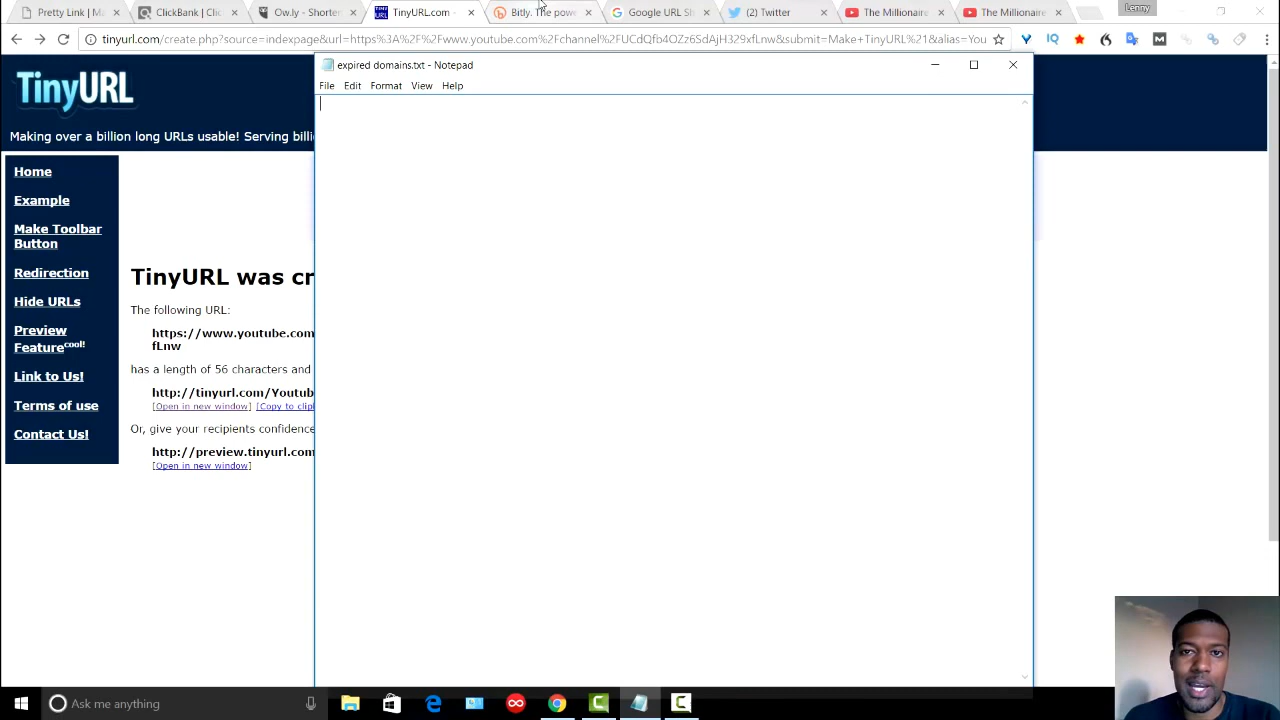 Pretty Link | Ma
ClickBank | Clic
Ow.ly - Shorten
TinyURL.com -
Bitly. The powe
Google URL Sh
(2) Twitter
The Millionaire
The Millionaire
Lenny
tinyurl.com/create.php?source=indexpage&url=https%3A%2F%2Fwww.youtube.com%2Fchannel%2FUCdQfb4OZz6SdAjH329xfLnw&submit=Make+TinyURL%21&alias=You
TinyURL
Making over a billion long URLs usable! Serving billi
expired domains.txt - Notepad
File Edit Format View Help
Home
Example
Make Toolbar
Button
Redirection
Hide URLs
Preview
Feature cool!
Link to Us!
Terms of use
Contact Us!
TinyURL was cr
The following URL:
https://www.youtube.com
fLnw
has a length of 56 characters and
http://tinyurl.com/Youtub
[Open in new window] [Copy to clip
Or, give your recipients confidence
http://preview.tinyurl.com
[Open in new window]
Ask me anything